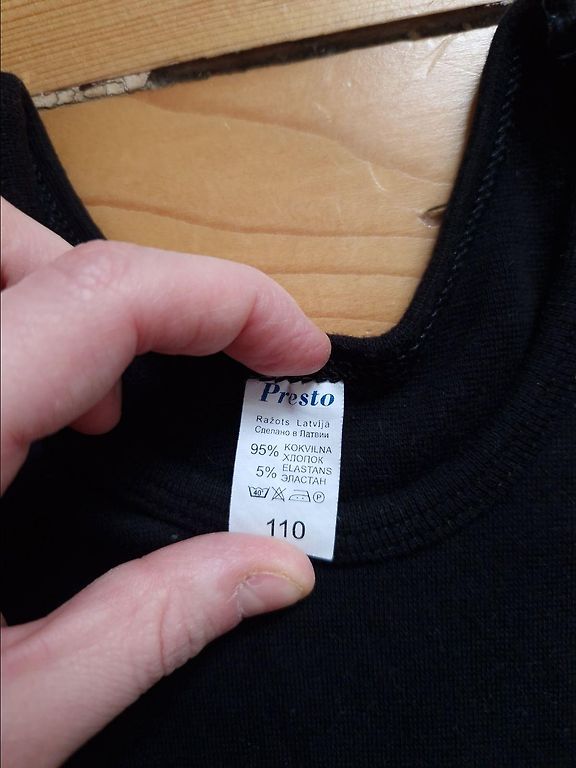 Presto
Ražots Latvijā
Сделано в Латвии
95% KOKVILNA
ХЛОПОК
5% ELASTANS
ЭЛАСТАН
40° P
110